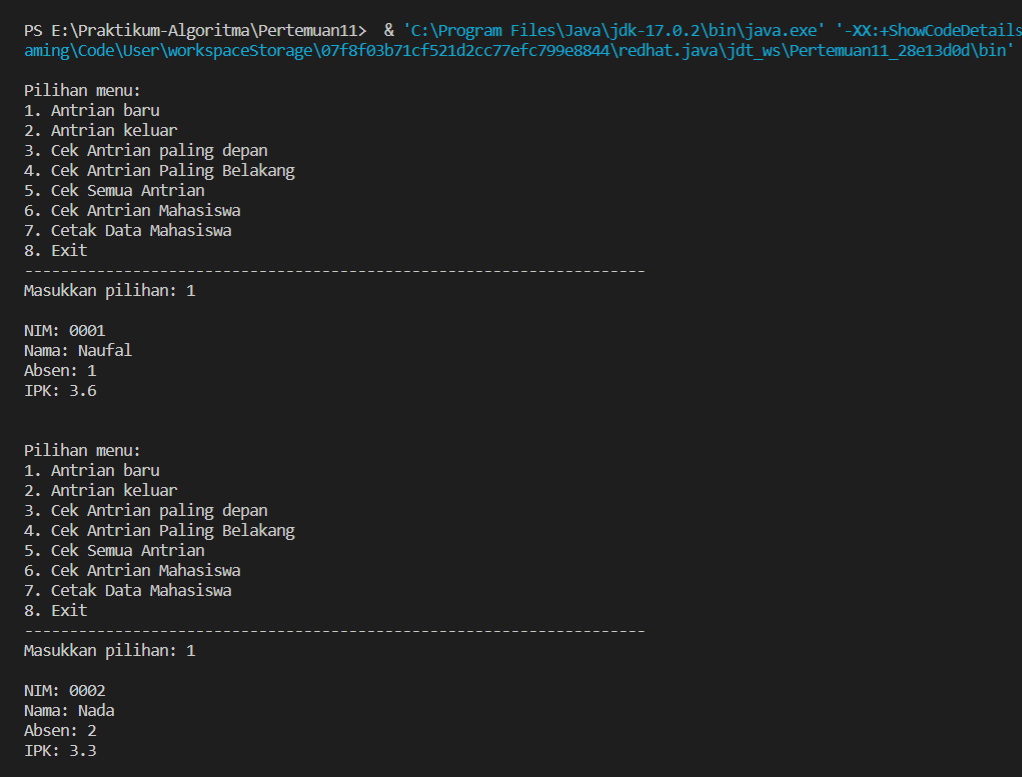 PS E:\Praktikum-Algoritma\Pertemuan11>  & 'C:\Program Files\Java\jdk-17.0.2\bin\java.exe' '-XX:+ShowCodeDetails
aming\Code\User\workspaceStorage\07f8f03b71cf521d2cc77efc799e8844\redhat.java\jdt_ws\Pertemuan11_28e13d0d\bin'
Pilihan menu:
1. Antrian baru
2. Antrian keluar
3. Cek Antrian paling depan
4. Cek Antrian Paling Belakang
5. Cek Semua Antrian
6. Cek Antrian Mahasiswa
7. Cetak Data Mahasiswa
8. Exit
---------------------------------------------------------------------
Masukkan pilihan: 1
NIM: 0001
Nama: Naufal
Absen: 1
IPK: 3.6
Pilihan menu:
1. Antrian baru
2. Antrian keluar
3. Cek Antrian paling depan
4. Cek Antrian Paling Belakang
5. Cek Semua Antrian
6. Cek Antrian Mahasiswa
7. Cetak Data Mahasiswa
8. Exit
---------------------------------------------------------------------
Masukkan pilihan: 1
NIM: 0002
Nama: Nada
Absen: 2
IPK: 3.3